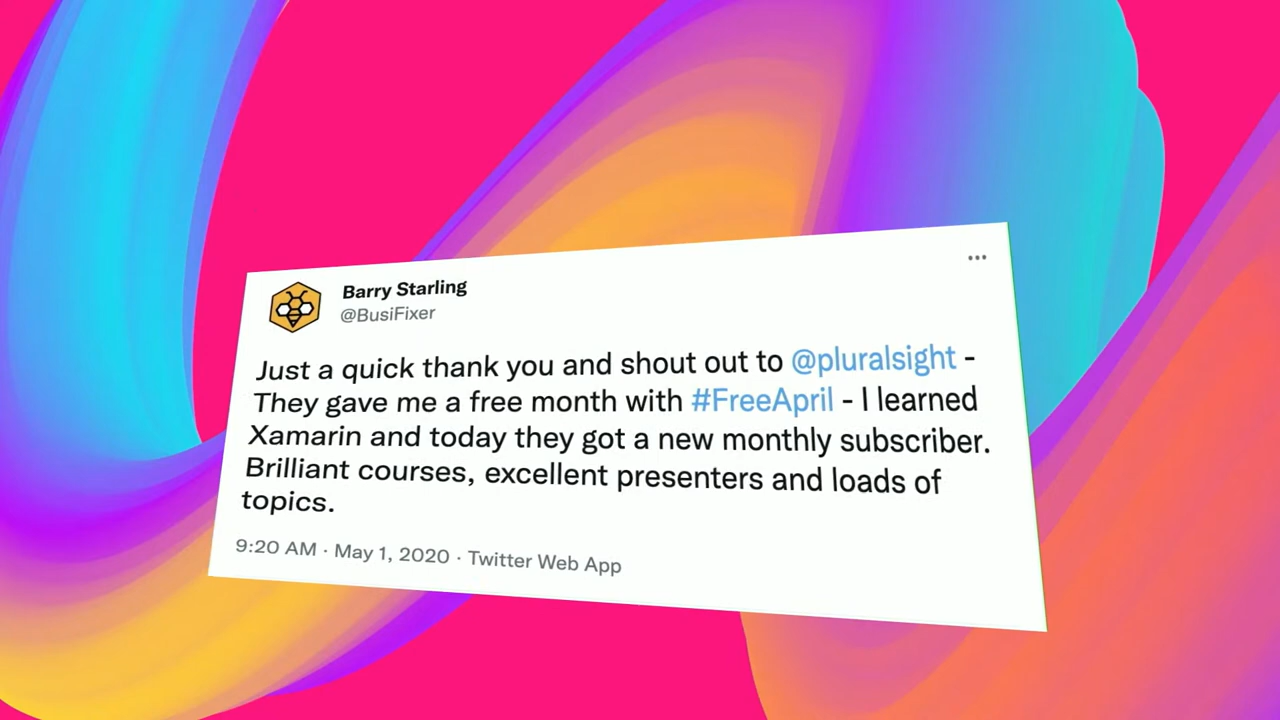 Barry Starling
@BusiFixer
Just a quick thank you and shout out to @pluralsight -
They gave me a free month with #FreeApril - I learned
Xamarin and today they got a new monthly subscriber.
Brilliant courses, excellent presenters and loads of
topics.
9:20 AM · May 1, 2020 · Twitter Web App